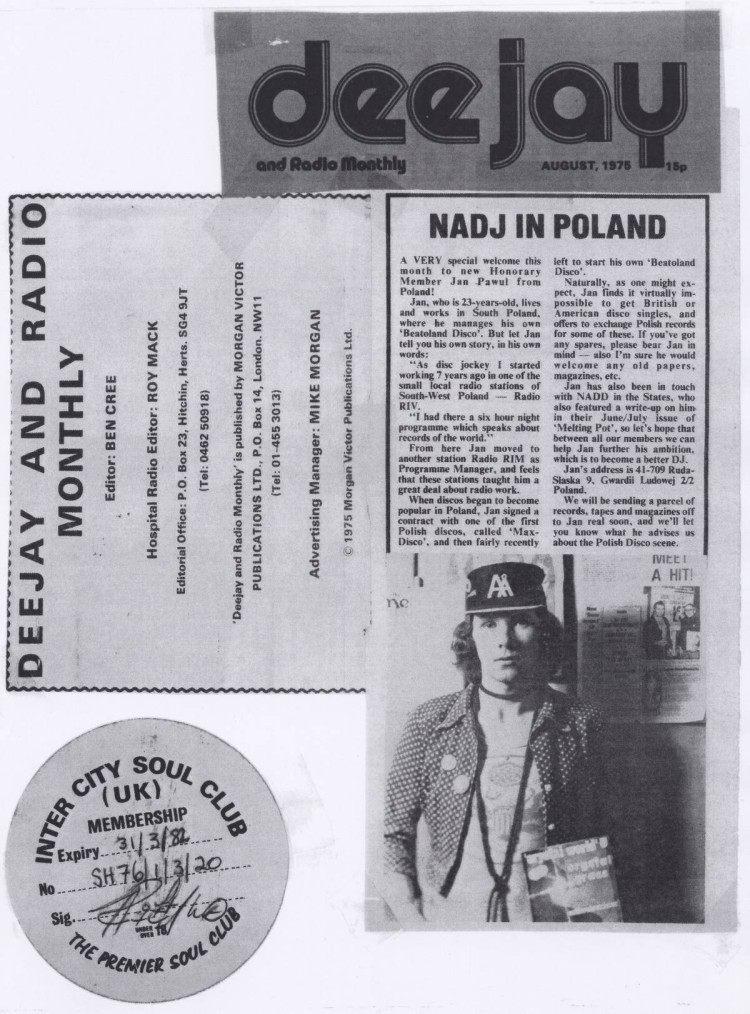 deejay
and Radio Monthly
AUGUST, 1975
15p
DEEJAY AND RADIO
MONTHLY
Editor: BEN CREE
Hospital Radio Editor: ROY MACK
Editorial Office: P.O. Box 23, Hitchin, Herts. SG4 9JT
(Tel: 0462 50918)
'Deejay and Radio Monthly' is published by MORGAN VICTOR
PUBLICATIONS LTD., P.O. Box 14, London. NW11
(Tel: 01-455 3013)
Advertising Manager: MIKE MORGAN
© 1975 Morgan Victor Publications Ltd.
NADJ IN POLAND
A VERY special welcome this
month to new Honorary
Member Jan Pawul from
Poland!
Jan, who is 23-years-old, lives
and works in South Poland,
where he manages his own
'Beatoland Disco'. But let Jan
tell you his own story, in his own
words:
"As disc jockey I started
working 7 years ago in one of the
small local radio stations of
South-West Poland — Radio
RIV.
"I had there a six hour night
programme which speaks about
records of the world."
From here Jan moved to
another station Radio RIM as
Programme Manager, and feels
that these stations taught him a
great deal about radio work.
When discos began to become
popular in Poland, Jan signed a
contract with one of the first
Polish discos, called 'Max-
Disco', and then fairly recently
left to start his own 'Beatoland
Disco'.
Naturally, as one might ex-
pect, Jan finds it virtually im-
possible to get British or
American disco singles, and
offers to exchange Polish records
for some of these. If you've got
any spares, please bear Jan in
mind — also I'm sure he would
welcome any old papers,
magazines, etc.
Jan has also been in touch
with NADD in the States, who
also featured a write-up on him
in their June/July issue of
'Melting Pot', so let's hope that
between all our members we can
help Jan further his ambition,
which is to become a better DJ.
Jan's address is 41-709 Ruda-
Slaska 9, Gwardii Ludowej 2/2
Poland.
We will be sending a parcel of
records, tapes and magazines off
to Jan real soon, and we'll let
you know what he advises us
about the Polish Disco scene.
MEET
A HIT!
INTER CITY SOUL CLUB
(UK)
MEMBERSHIP
Expiry 31/3/82
No SH76/1/3/20
Sig.
THE PREMIER SOUL CLUB